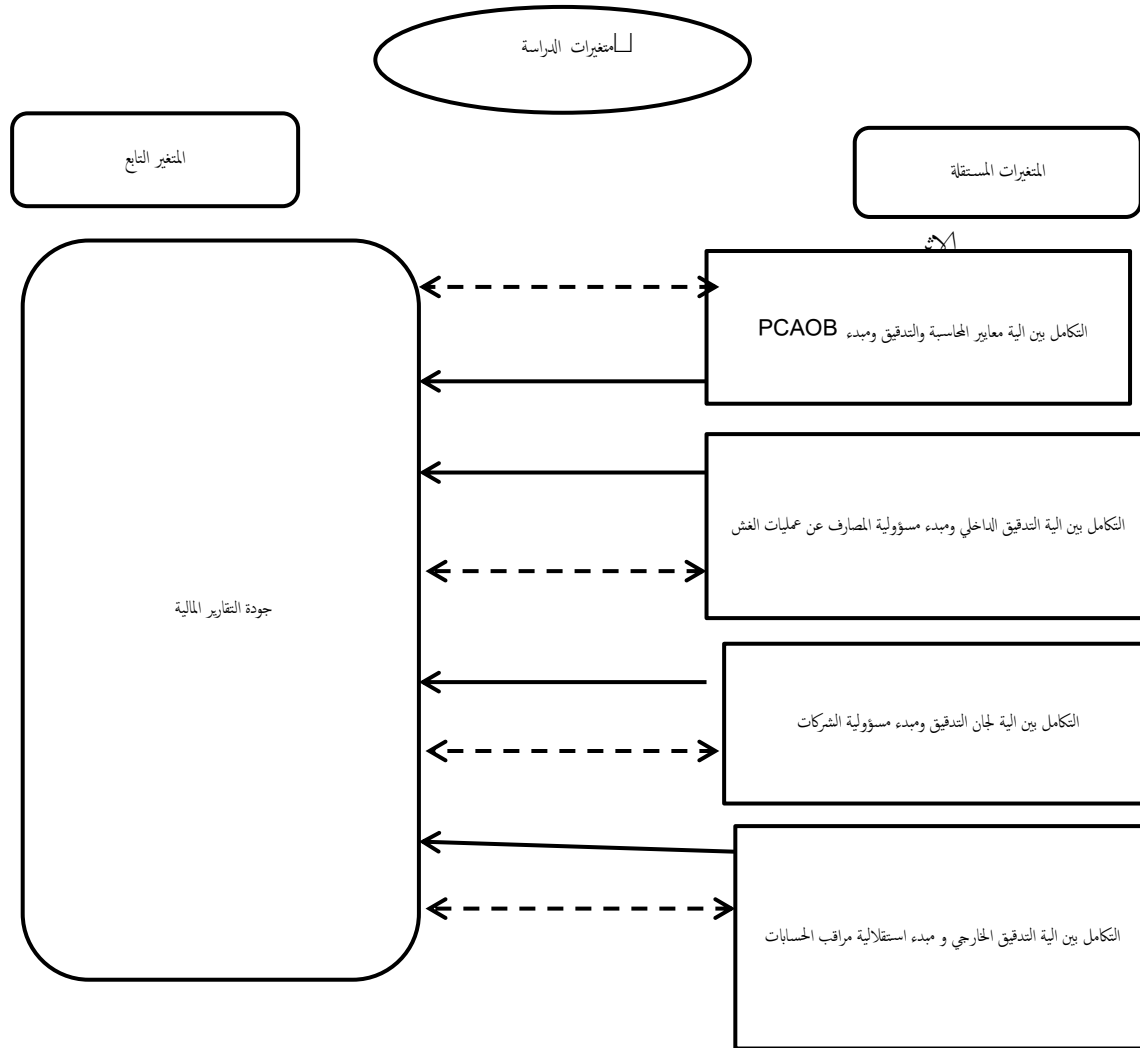 متغيرات الدراسة
المتغيرات المستقلة
المتغير التابع
التكامل بين الية معايير المحاسبة والتدقيق ومبدء PCAOB
التكامل بين الية التدقيق الداخلي ومبدء مسؤولية المصارف عن عمليات الغش
جودة التقارير المالية
التكامل بين الية لجان التدقيق ومبدء مسؤولية الشركات
التكامل بين الية التدقيق الخارجي و مبدء استقلالية مراقب الحسابات